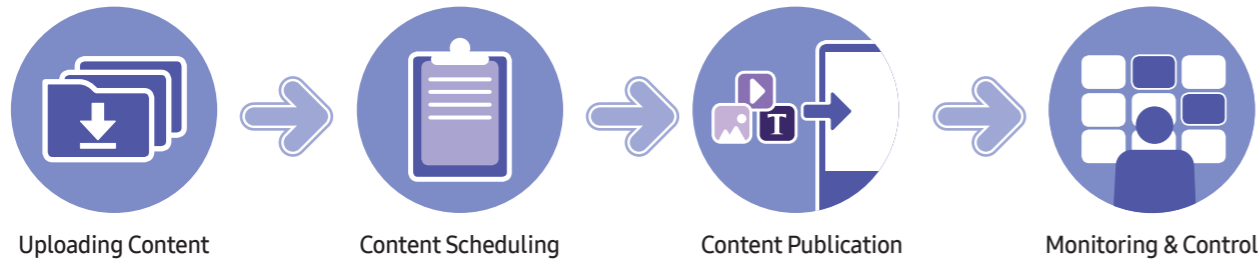 T
Uploading Content
Content Scheduling
Content Publication
Monitoring & Control